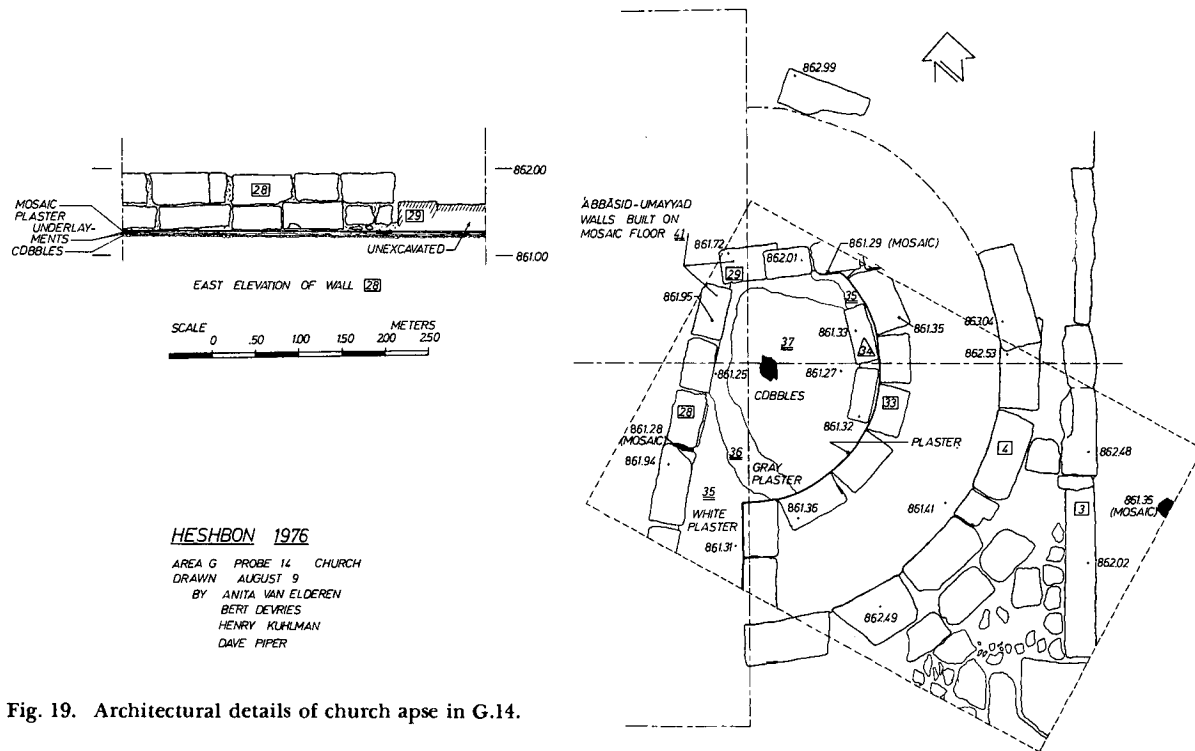 862.00
28
29
MOSAIC
PLASTER
UNDERLAY-
MENTS
COBBLES
UNEXCAVATED
861.00
EAST ELEVATION OF WALL 28
SCALE
METERS
0 .50 1.00 1.50 2.00 2.50
HESHBON 1976
AREA G PROBE 14 CHURCH
DRAWN AUGUST 9
BY ANITA VAN ELDEREN
BERT DEVRIES
HENRY KUHLMAN
DAVE PIPER
N
862.99
ʿABBĀSID-UMAYYAD
WALLS BUILT ON
MOSAIC FLOOR 41
861.72
862.01
861.29 (MOSAIC)
29
35
861.95
861.33
861.35
863.04
37
34
862.53
861.25
861.27
COBBLES
28
33
861.32
861.28
(MOSAIC)
PLASTER
4
862.48
861.94
36
GRAY
PLASTER
35
WHITE
PLASTER
861.36
861.41
3
861.35
(MOSAIC)
861.31
862.02
862.49
Fig. 19. Architectural details of church apse in G.14.